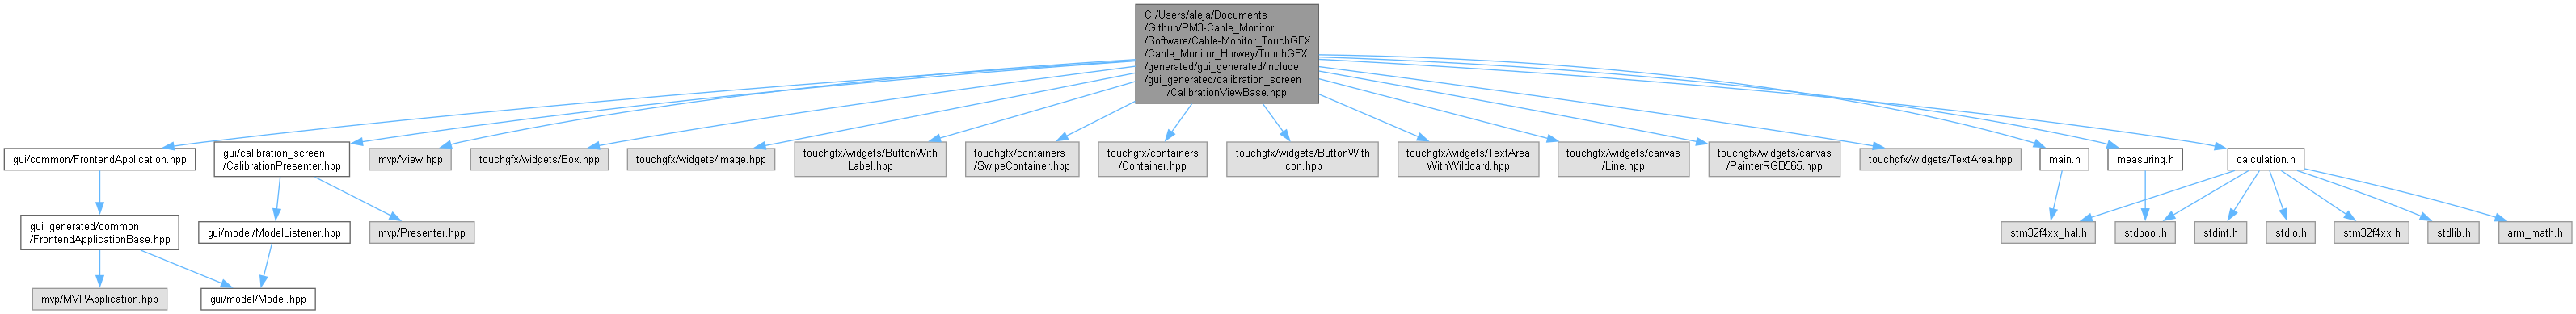 C:/Users/aleja/Documents
/Github/PM3-Cable_Monitor
/Software/Cable-Monitor_TouchGFX
/Cable_Monitor_Horwey/TouchGFX
/generated/gui_generated/include
/gui_generated/calibration_screen
/CalibrationViewBase.hpp
gui/common/FrontendApplication.hpp
gui/calibration_screen
/CalibrationPresenter.hpp
mvp/View.hpp
touchgfx/widgets/Box.hpp
touchgfx/widgets/Image.hpp
touchgfx/widgets/ButtonWith
Label.hpp
touchgfx/containers
/SwipeContainer.hpp
touchgfx/containers
/Container.hpp
touchgfx/widgets/ButtonWith
Icon.hpp
touchgfx/widgets/TextArea
WithWildcard.hpp
touchgfx/widgets/canvas
/Line.hpp
touchgfx/widgets/canvas
/PainterRGB565.hpp
touchgfx/widgets/TextArea.hpp
main.h
measuring.h
calculation.h
gui_generated/common
/FrontendApplicationBase.hpp
gui/model/ModelListener.hpp
mvp/Presenter.hpp
stm32f4xx_hal.h
stdbool.h
stdint.h
stdio.h
stm32f4xx.h
stdlib.h
arm_math.h
mvp/MVPApplication.hpp
gui/model/Model.hpp